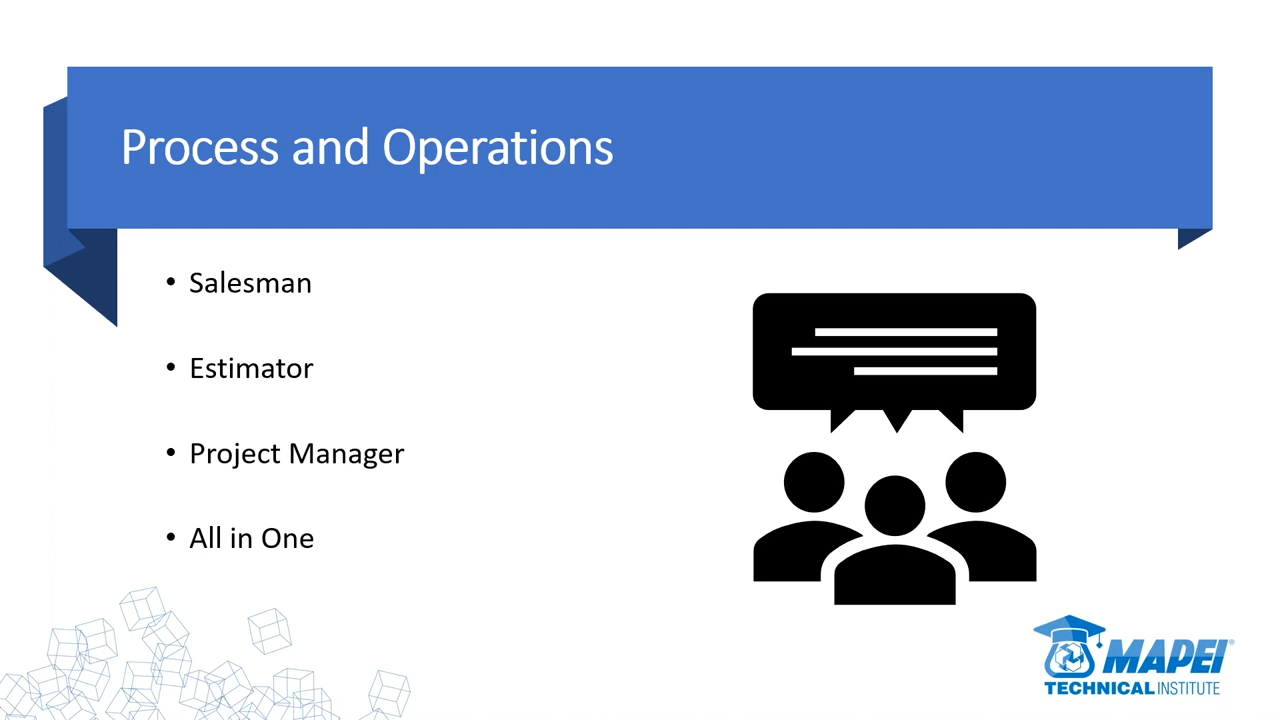 Process and Operations
• Salesman
• Estimator
• Project Manager
• All in One
MAPEI®
TECHNICAL INSTITUTE